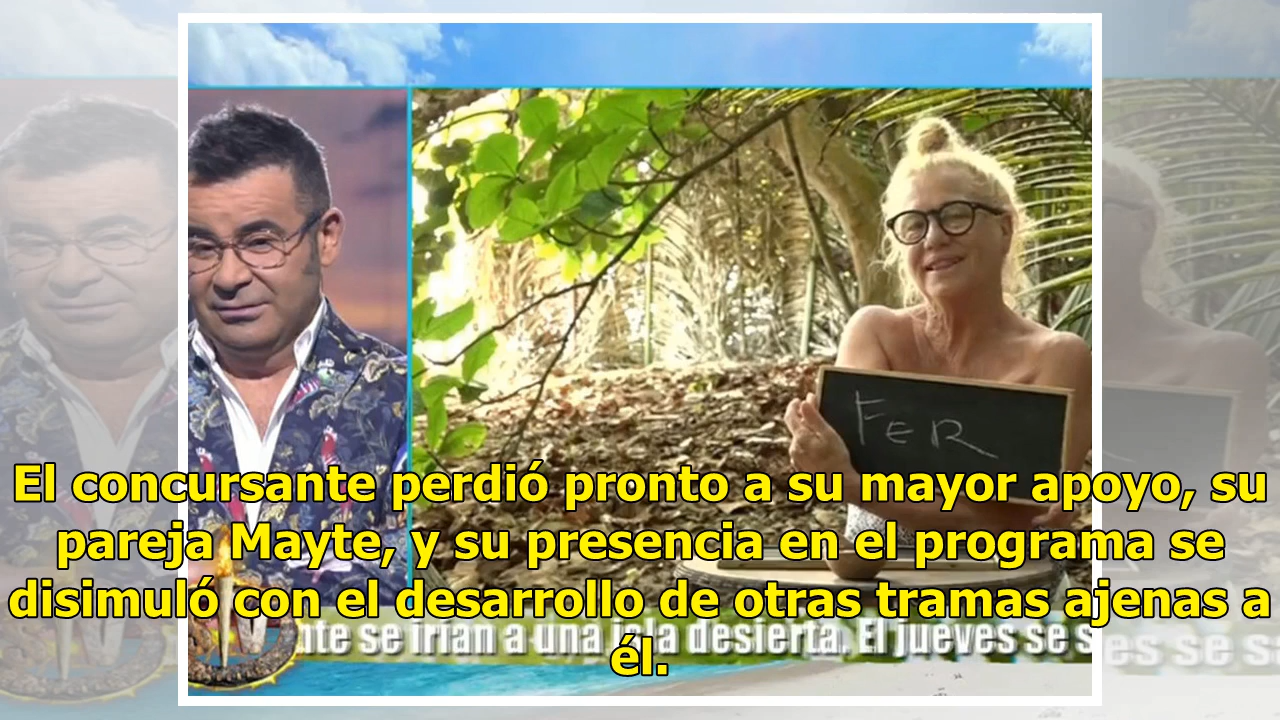 FER
El concursante perdió pronto a su mayor apoyo, su
pareja Mayte, y su presencia en el programa se
disimuló con el desarrollo de otras tramas ajenas a
él.
se irían a una isla desierta. El jueves se